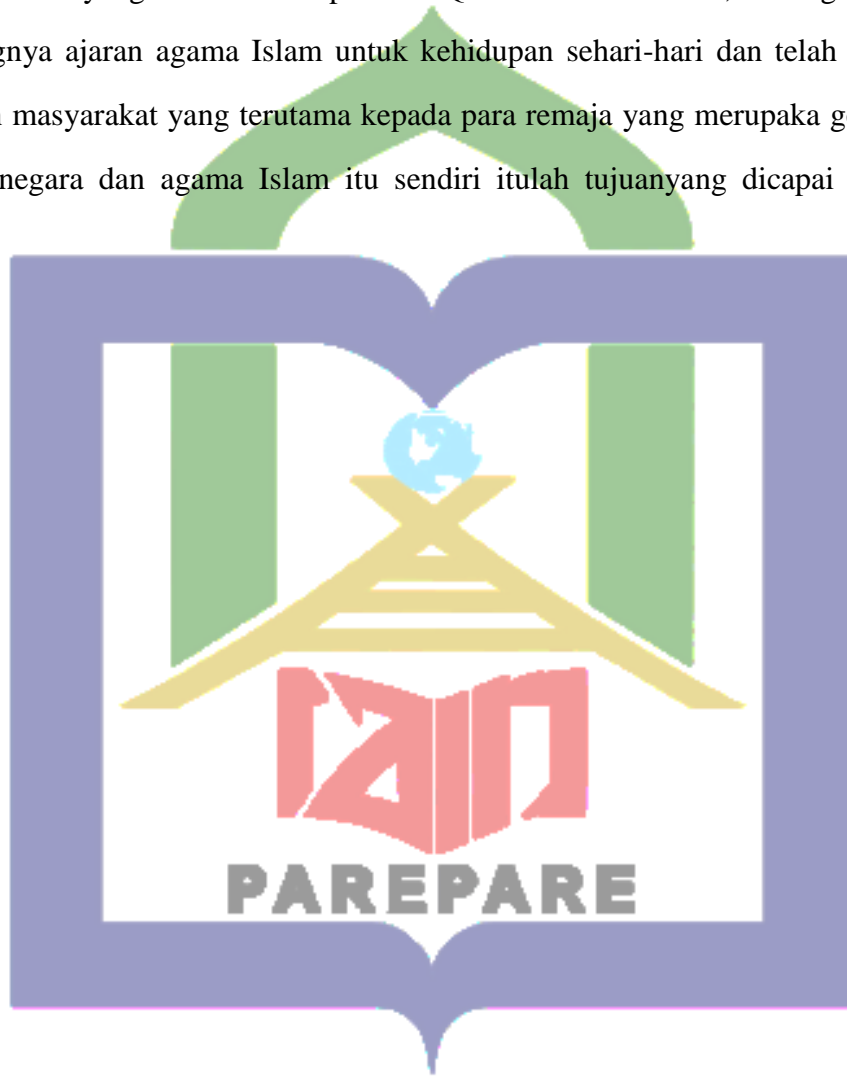 ajaran agama Islam untuk kehidupan sehari-hari dan telah
masyarakat yang terutama kepada para remaja yang merupaka
negara dan agama Islam itu sendiri itulah tujuanyang dicapai
iain
PAREPARE